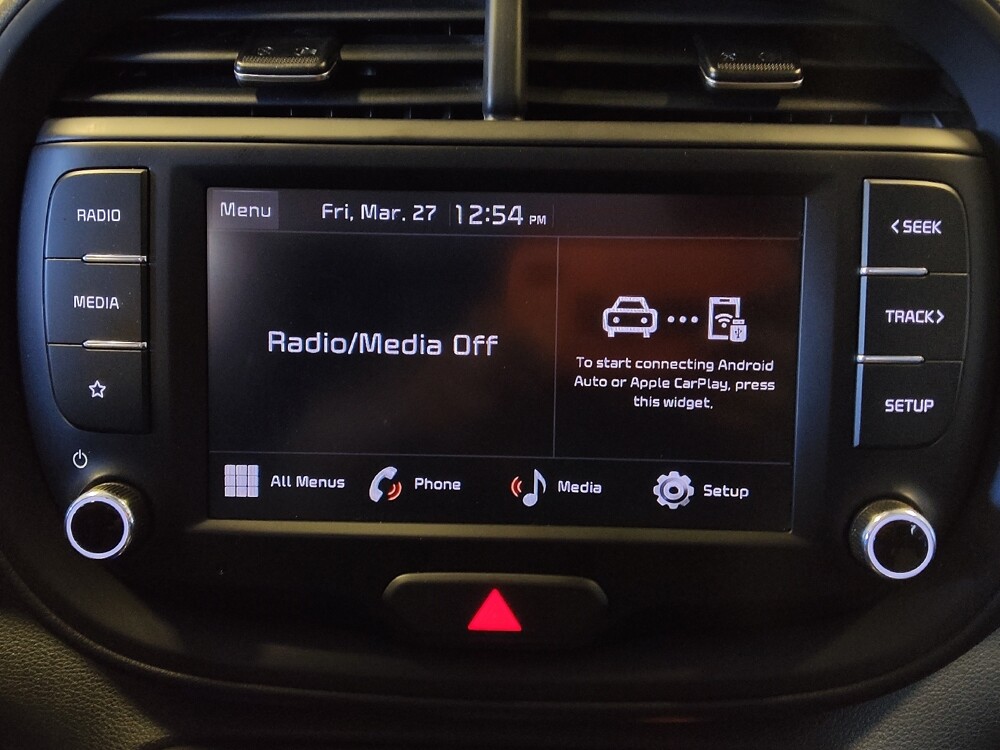 RADIO
MEDIA
Menu
Fri, Mar. 27
12:54 PM
Radio/Media Off
To start connecting Android
Auto or Apple CarPlay, press
this widget.
All Menus
Phone
Media
Setup
<SEEK
TRACK>
SETUP